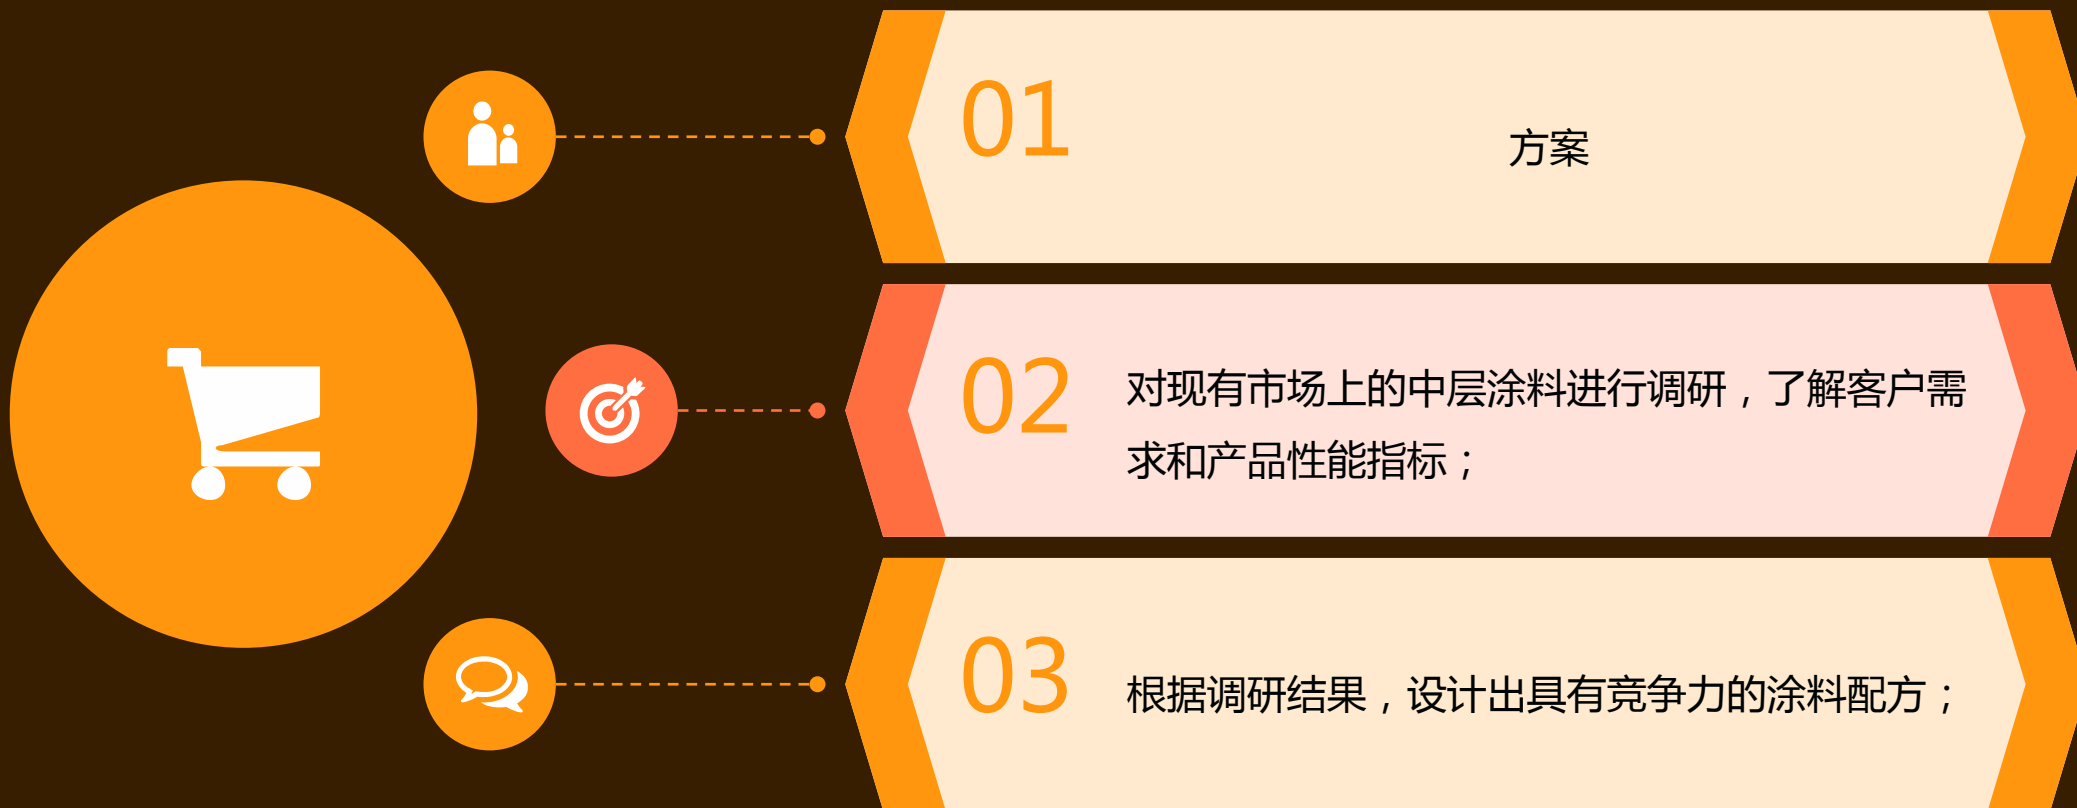 01
方案
02
对现有市场上的中层涂料进行调研，了解客户需
求和产品性能指标；
03
根据调研结果，设计出具有竞争力的涂料配方；